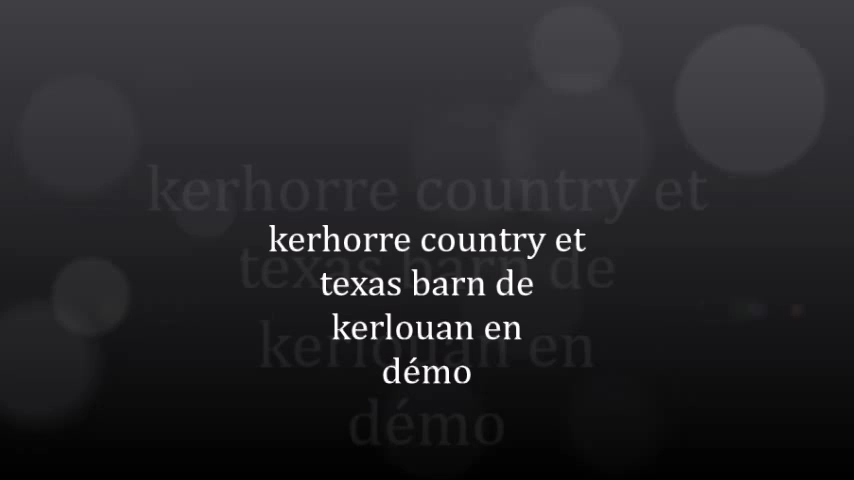 kerhorre country et
texas barn de
kerlouan en
démo